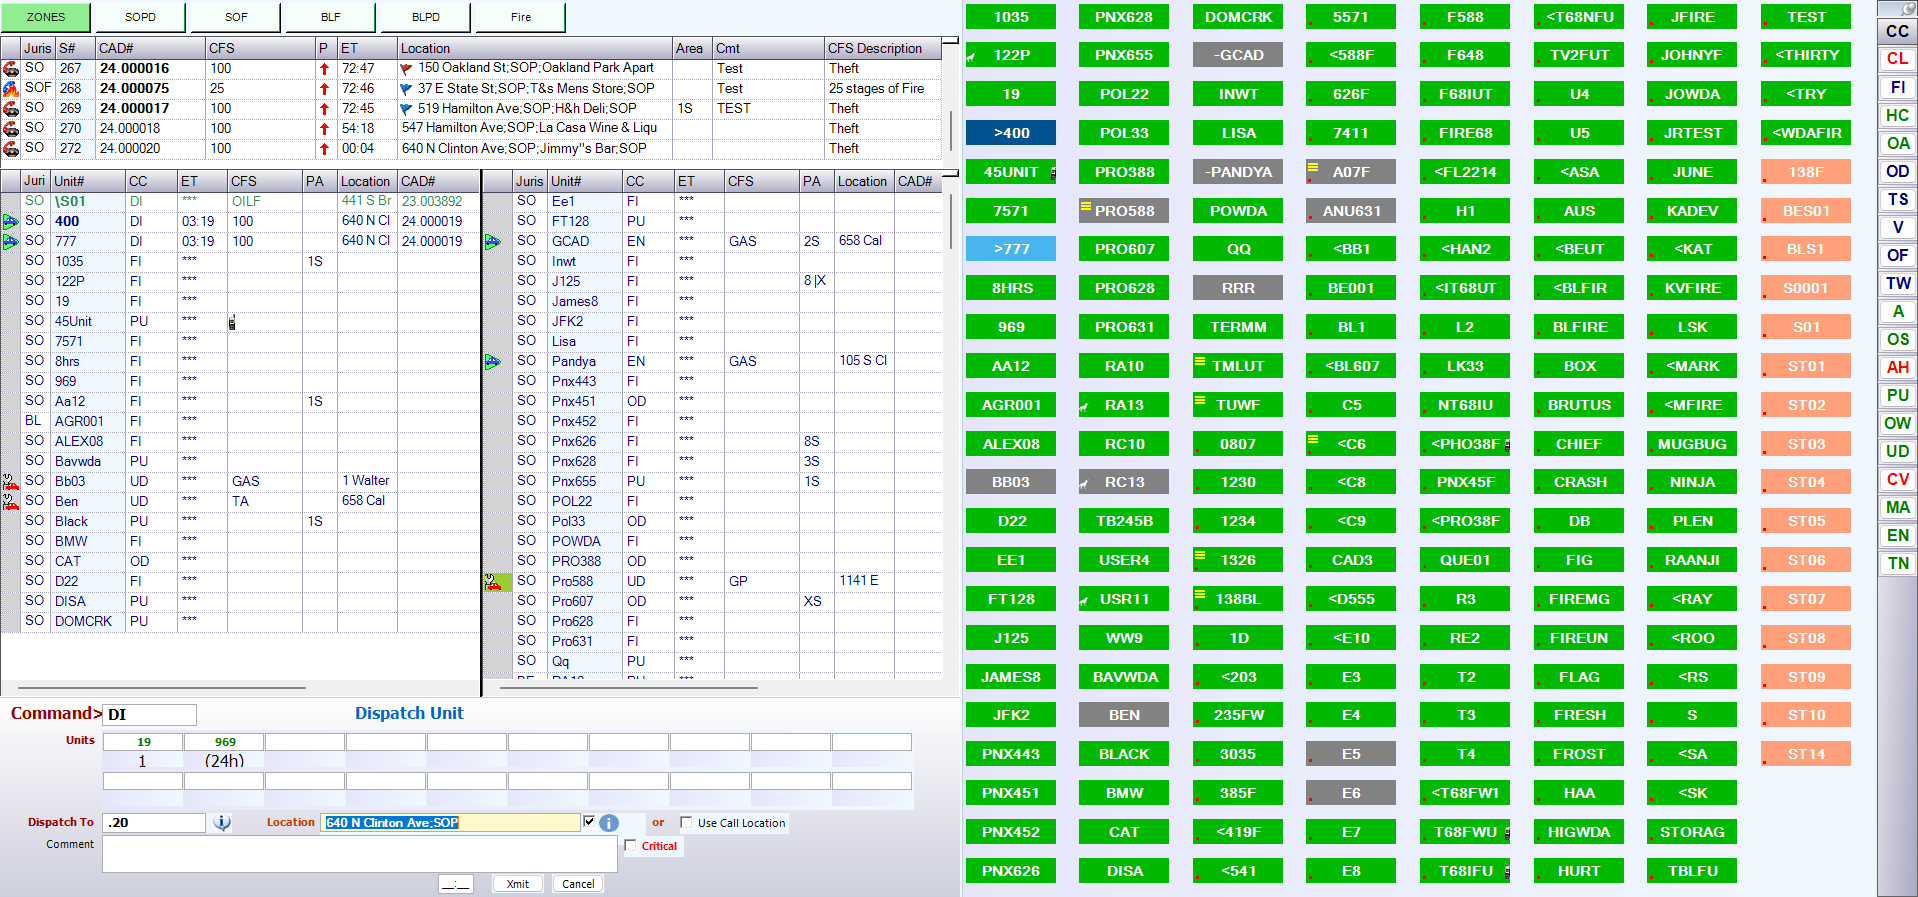 ZONES SOPD SOF BLF BLPD Fire
Juris S# CAD# CFS P ET Location Area Cmt CFS Description
SO 267 24.000016 100 72:47 150 Oakland St;SOP;Oakland Park Apart Test Theft
SOF 268 24.000075 25 72:46 37 E State St;SOP;T&s Mens Store;SOP Test 25 stages of Fire
SO 269 24.000017 100 72:45 519 Hamilton Ave;SOP;H&h Deli;SOP 1S TEST Theft
SO 270 24.000018 100 54:18 547 Hamilton Ave;SOP;La Casa Wine & Liqu Theft
SO 272 24.000020 100 00:04 640 N Clinton Ave;SOP;Jimmy"s Bar;SOP Theft
Juri Unit# CC ET CFS PA Location CAD#
SO \S01 DI *** OILF 441 S Br 23.003892
SO 400 DI 03:19 100 640 N Cl 24.000019
SO 777 DI 03:19 100 640 N Cl 24.000019
SO 1035 FI *** 1S
SO 122P FI ***
SO 19 FI ***
SO 45Unit PU ***
SO 7571 FI ***
SO 8hrs FI ***
SO 969 FI ***
SO Aa12 FI *** 1S
BL AGR001 FI ***
SO ALEX08 FI ***
SO Bavwda PU ***
SO Bb03 UD *** GAS 1 Walter
SO Ben UD *** TA 658 Cal
SO Black PU *** 1S
SO BMW FI ***
SO CAT OD ***
SO D22 FI ***
SO DISA PU ***
SO DOMCRK PU ***
Juris Unit# CC ET CFS PA Location CAD#
SO Ee1 FI ***
SO FT128 PU ***
SO GCAD EN *** GAS 2S 658 Cal
SO Inwt FI ***
SO J125 FI *** 8 |X
SO James8 FI ***
SO JFK2 FI ***
SO Lisa FI ***
SO Pandya EN *** GAS 105 S Cl
SO Pnx443 FI ***
SO Pnx451 OD ***
SO Pnx452 FI ***
SO Pnx626 FI *** 8S
SO Pnx628 FI *** 3S
SO Pnx655 PU *** 1S
SO POL22 FI ***
SO Pol33 OD ***
SO POWDA FI ***
SO PRO388 OD ***
SO Pro588 UD *** GP 1141 E
SO Pro607 OD *** XS
SO Pro628 FI ***
SO Pro631 FI ***
SO Qq PU ***
Command> DI Dispatch Unit
Units 19 969
1 (24h)
Dispatch To .20 Location 640 N Clinton Ave;SOP or Use Call Location
Comment Critical
__:__ Xmit Cancel
1035 PNX628 DOMCRK 5571 F588 <T68NFU JFIRE TEST
122P PNX655 -GCAD <588F F648 TV2FUT JOHNYF <THIRTY
19 POL22 INWT 626F F68IUT U4 JOWDA <TRY
>400 POL33 LISA 7411 FIRE68 U5 JRTEST <WDAFIR
45UNIT PRO388 -PANDYA A07F <FL2214 <ASA JUNE 138F
7571 PRO588 POWDA ANU631 H1 AUS KADEV BES01
>777 PRO607 QQ <BB1 <HAN2 <BEUT <KAT BLS1
8HRS PRO628 RRR BE001 <IT68UT <BLFIR KVFIRE S0001
969 PRO631 TERMM BL1 L2 BLFIRE LSK S01
AA12 RA10 TMLUT <BL607 LK33 BOX <MARK ST01
AGR001 RA13 TUWF C5 NT68IU BRUTUS <MFIRE ST02
ALEX08 RC10 0807 <C6 <PHO38F CHIEF MUGBUG ST03
BB03 RC13 1230 <C8 PNX45F CRASH NINJA ST04
D22 TB245B 1234 <C9 <PRO38F DB PLEN ST05
EE1 USER4 1326 CAD3 QUE01 FIG RAANJI ST06
FT128 USR11 138BL <D555 R3 FIREMG <RAY ST07
J125 WW9 1D <E10 RE2 FIREUN <ROO ST08
JAMES8 BAVWDA <203 E3 T2 FLAG <RS ST09
JFK2 BEN 235FW E4 T3 FRESH S ST10
PNX443 BLACK 3035 E5 T4 FROST <SA ST14
PNX451 BMW 385F E6 <T68FW1 HAA <SK
PNX452 CAT <419F E7 T68FWU HIGWDA STORAG
PNX626 DISA <541 E8 T68IFU HURT TBLFU
CC
CL
FI
HC
OA
OD
TS
V
OF
TW
A
OS
AH
PU
OW
UD
CV
MA
EN
TN